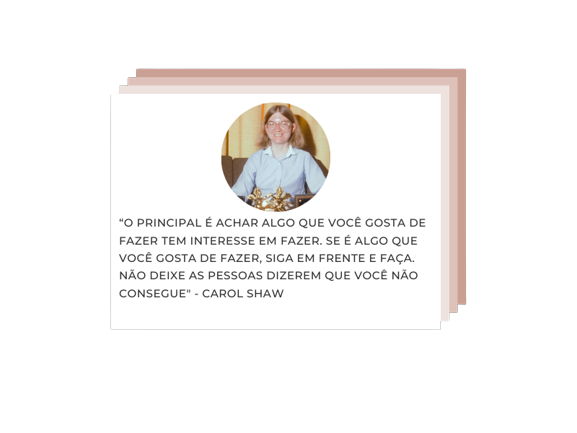 “O PRINCIPAL É ACHAR ALGO QUE VOCÊ GOSTA DE
FAZER TEM INTERESSE EM FAZER. SE É ALGO QUE
VOCÊ GOSTA DE FAZER, SIGA EM FRENTE E FAÇA.
NÃO DEIXE AS PESSOAS DIZEREM QUE VOCÊ NÃO
CONSEGUE" - CAROL SHAW